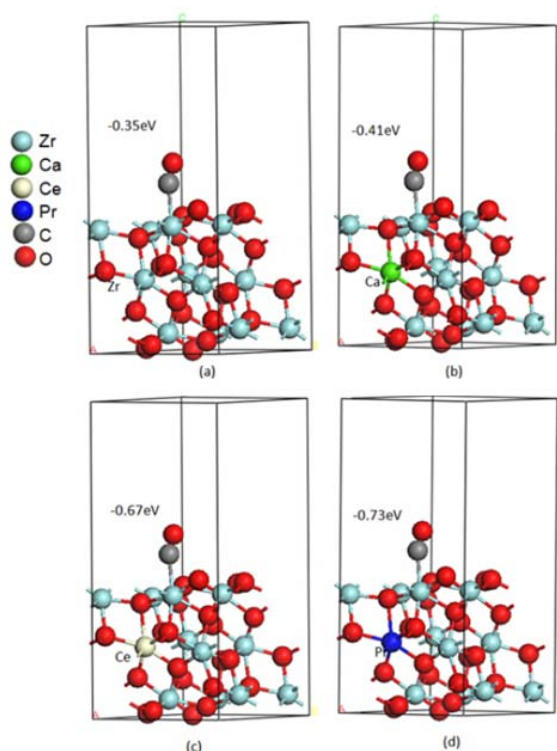 Zr
Ca
Ce
Pr
C
O
C
-0.35eV
Zr
A
(a)
-0.41eV
Ca
A
(b)
-0.67eV
Ce
A
(c)
-0.73eV
Pr
A
(d)